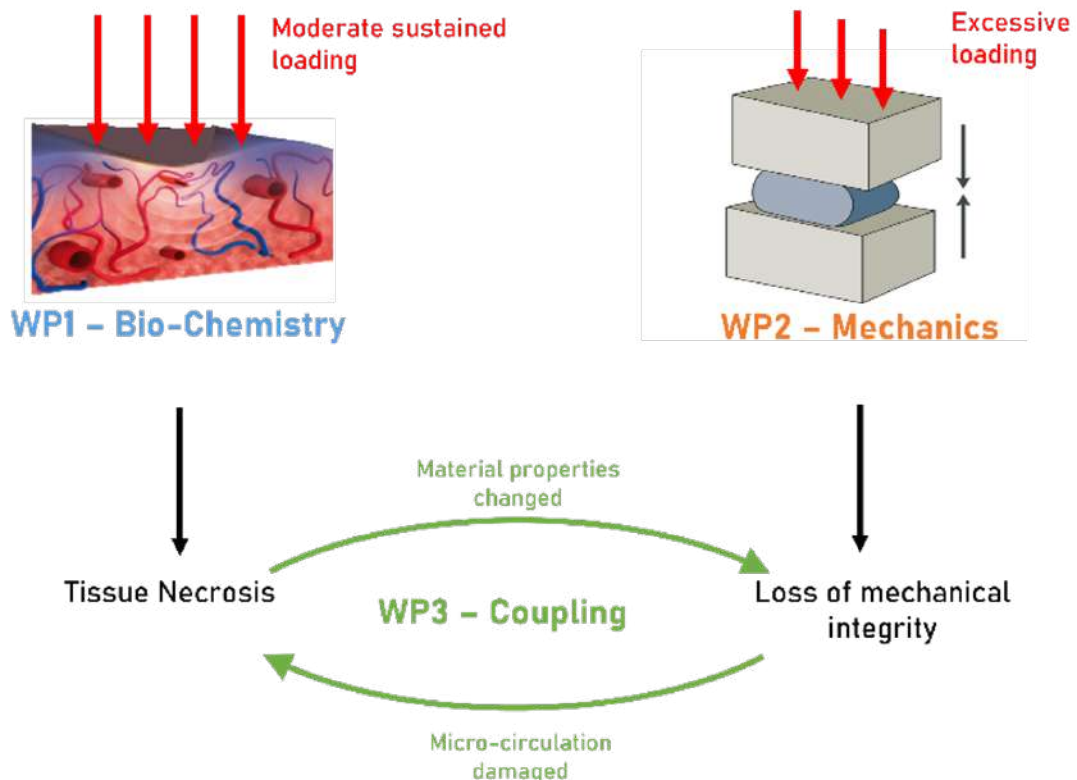 Moderate sustained
loading
Excessive
loading
WP1 – Bio-Chemistry
WP2 – Mechanics
Material properties
changed
Tissue Necrosis
WP3 – Coupling
Loss of mechanical
integrity
Micro-circulation
damaged